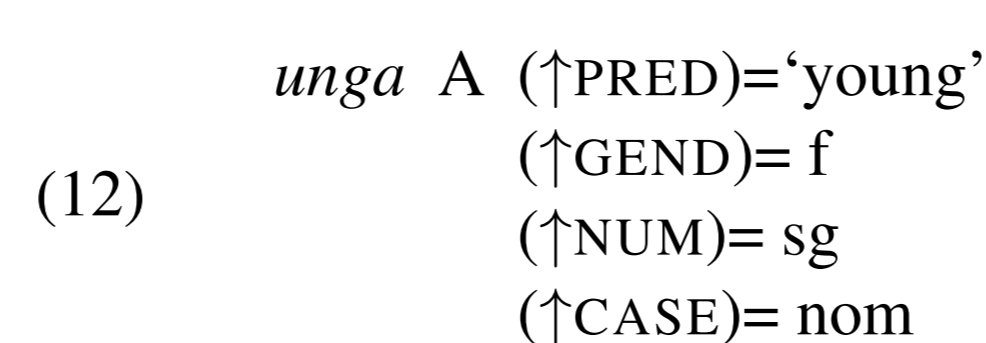 unga A (↑PRED)=‘young’
(↑GEND)= f
(12)
(↑NUM)= sg
(↑CASE)= nom